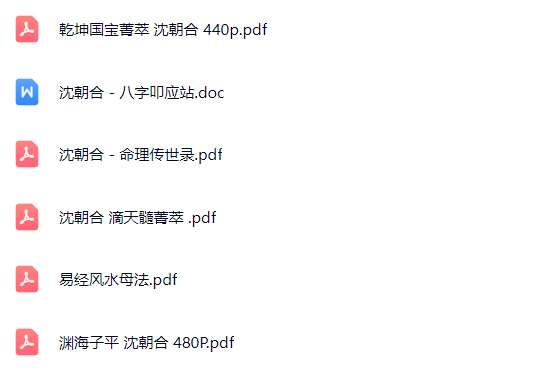 乾坤国宝菁萃 沈朝合 440p.pdf
沈朝合 - 八字叩应站.doc
沈朝合 - 命理传世录.pdf
沈朝合 滴天髓菁萃 .pdf
易经风水母法.pdf
渊海子平 沈朝合 480P.pdf